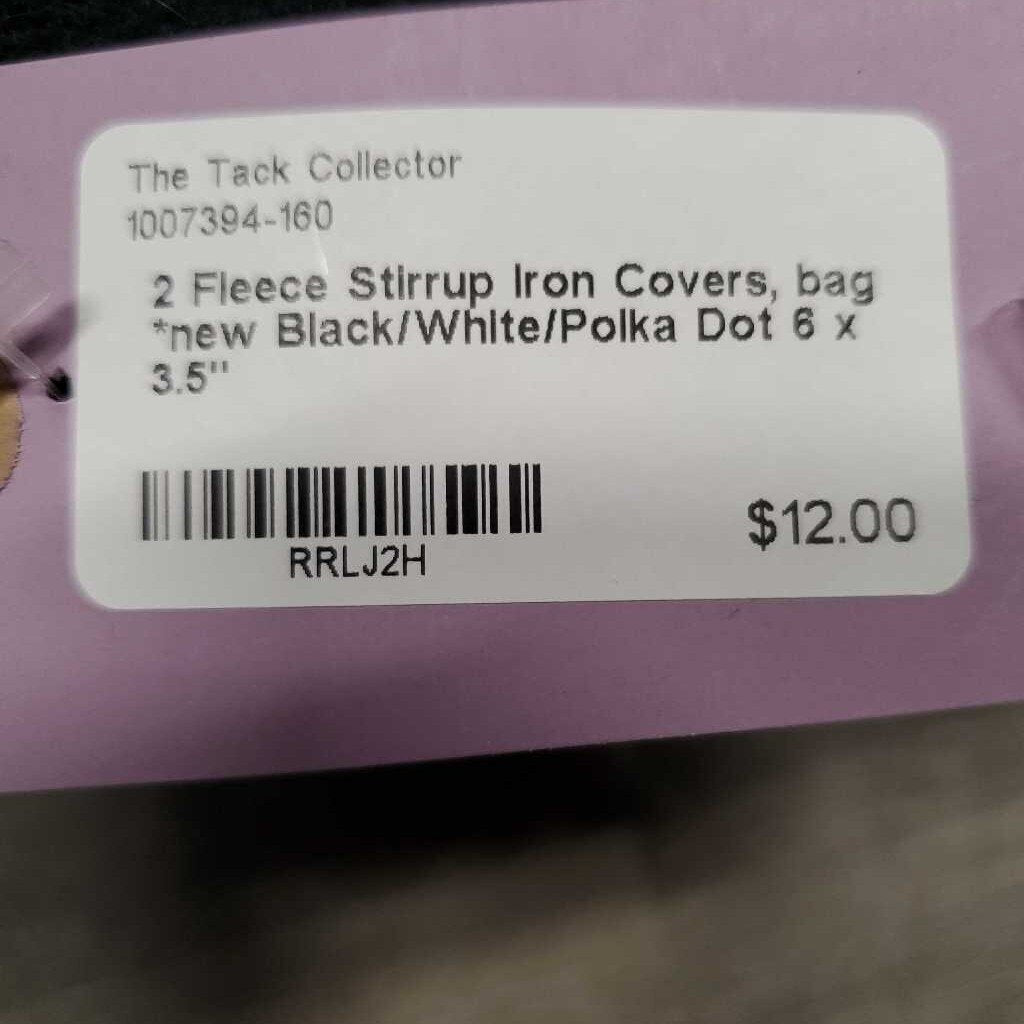 The Tack Collector
1007394-160
2 Fleece Stirrup Iron Covers, bag
*new Black/White/Polka Dot 6 x
3.5"
RRLJ2H
$12.00